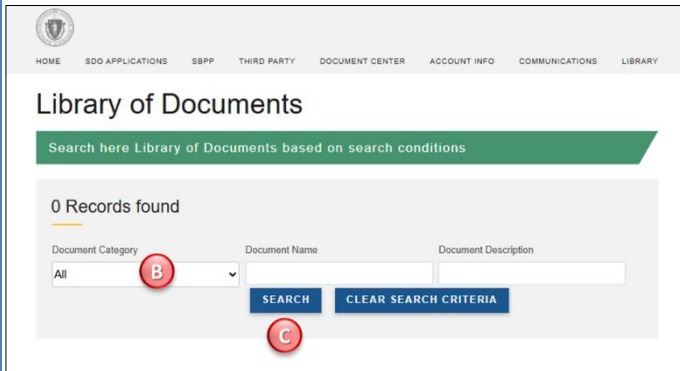 HOME SDO APPLICATIONS SBPP THIRD PARTY DOCUMENT CENTER ACCOUNT INFO COMMUNICATIONS LIBRARY
Library of Documents
Search here Library of Documents based on search conditions
0 Records found
Document Category Document Name Document Description
All B
SEARCH CLEAR SEARCH CRITERIA
C